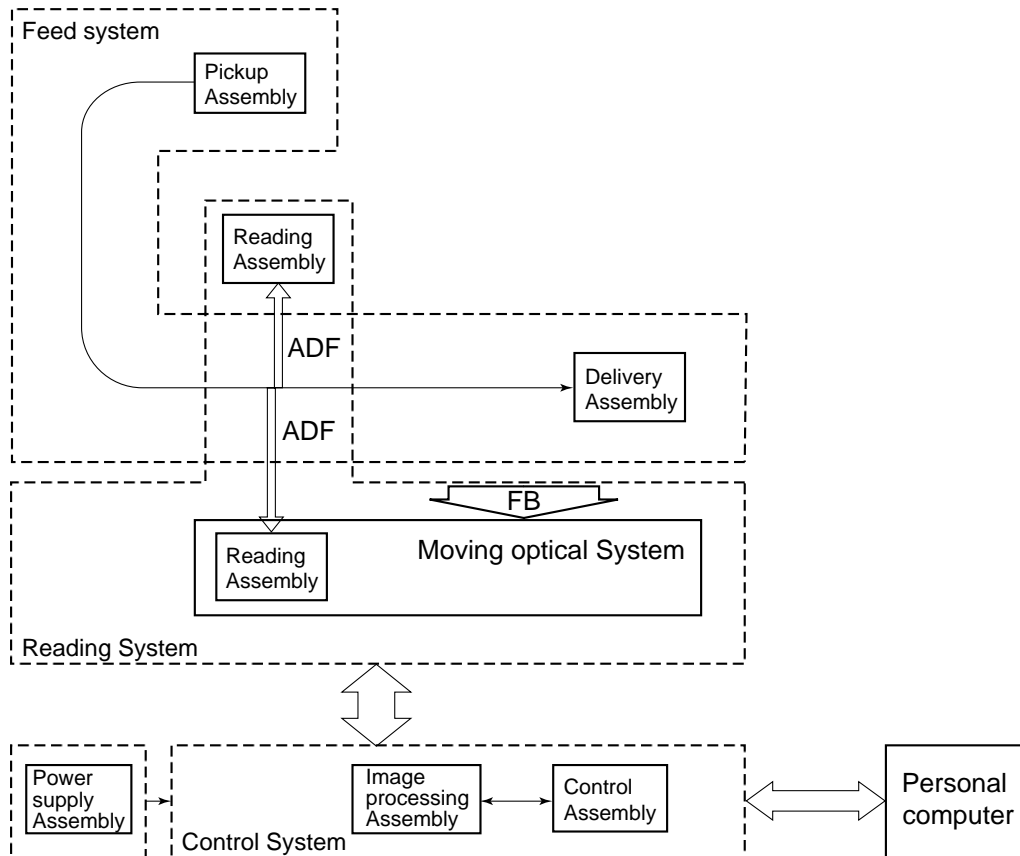 Feed system
Pickup
Assembly
Reading
Assembly
ADF
Delivery
Assembly
ADF
FB
Moving optical System
Reading
Assembly
Reading System
Power
supply
Assembly
Image
processing
Assembly
Control
Assembly
Control System
Personal
computer